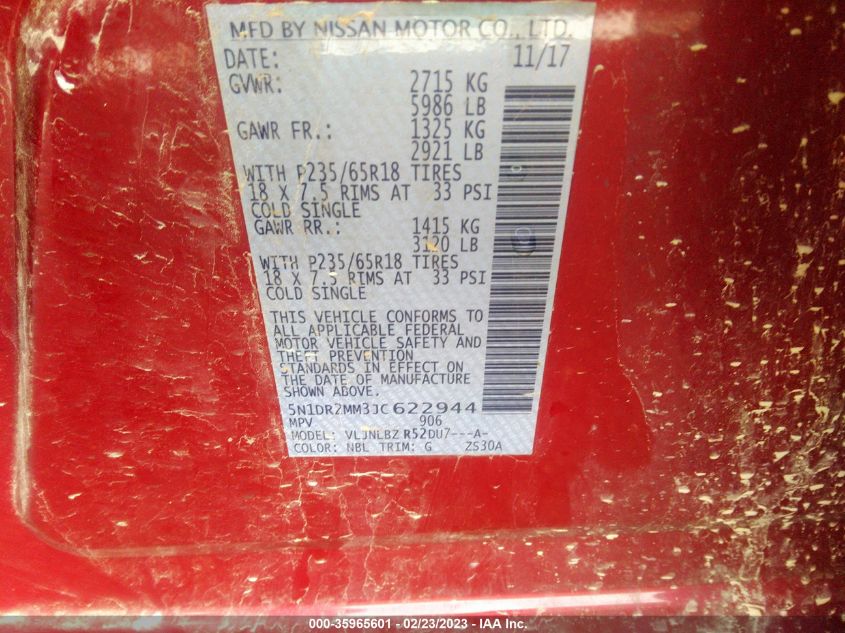 MFD BY NISSAN MOTOR CO., LTD.
DATE: 11/17
GVWR: 2715 KG
5986 LB
GAWR FR.: 1325 KG
2921 LB
WITH P235/65R18 TIRES
18 X 7.5 RIMS AT 33 PSI
COLD SINGLE
GAWR RR.: 1415 KG
3120 LB
WITH P235/65R18 TIRES
18 X 7.5 RIMS AT 33 PSI
COLD SINGLE
THIS VEHICLE CONFORMS TO
ALL APPLICABLE FEDERAL
MOTOR VEHICLE SAFETY AND
THEFT PREVENTION
STANDARDS IN EFFECT ON
THE DATE OF MANUFACTURE
SHOWN ABOVE.
5N1DR2MM3JC622944
MPV 906
MODEL: VLJNLBZ R52DU7---A-
COLOR: NBL TRIM: G ZS30A
000-35965601 - 02/23/2023 - IAA Inc.